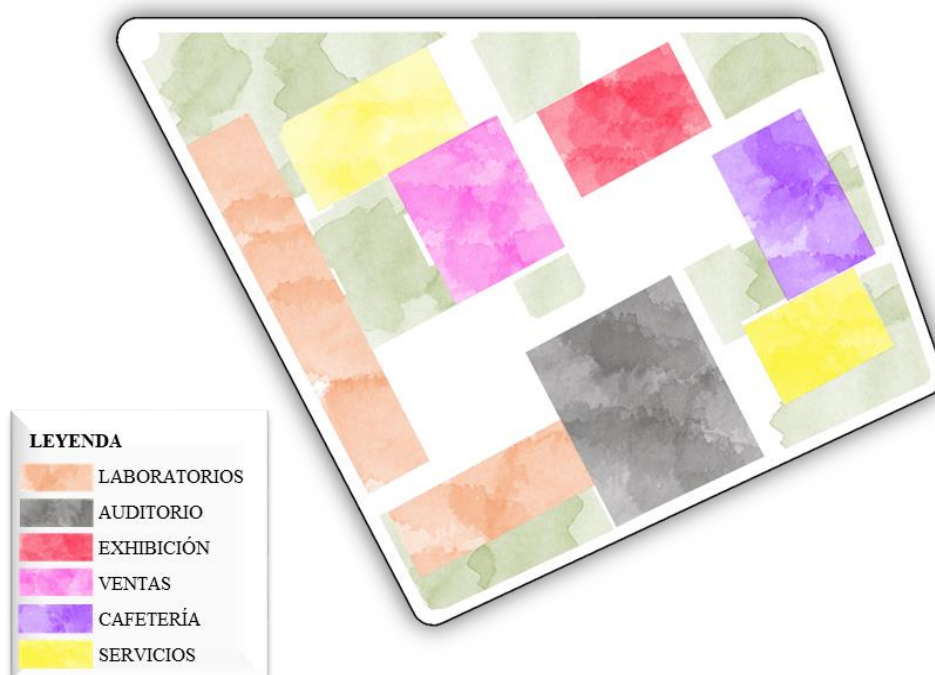 LEYENDA
LABORATORIOS
AUDITORIO
EXHIBICIÓN
VENTAS
CAFETERÍA
SERVICIOS